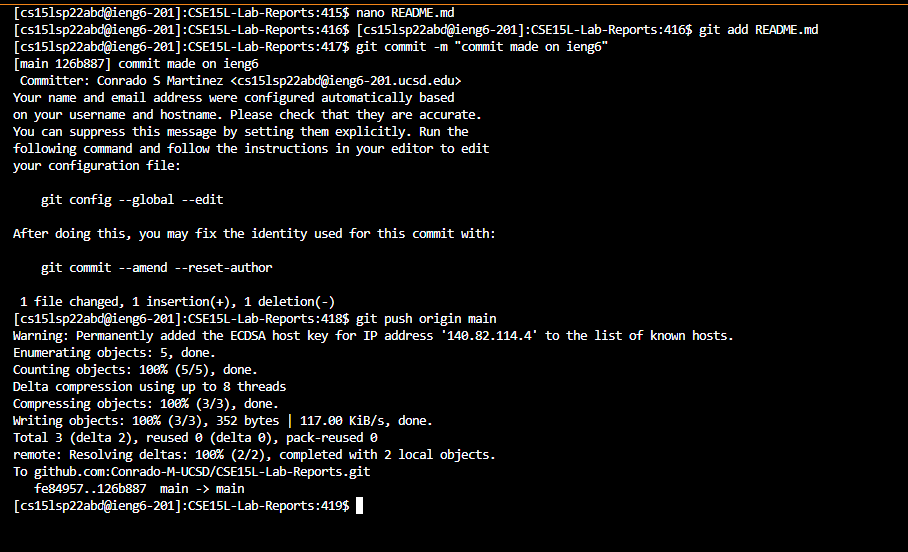 [cs15lsp22abd@ieng6-201]:CSE15L-Lab-Reports:415$ nano README.md
[cs15lsp22abd@ieng6-201]:CSE15L-Lab-Reports:416$ [cs15lsp22abd@ieng6-201]:CSE15L-Lab-Reports:416$ git add README.md
[cs15lsp22abd@ieng6-201]:CSE15L-Lab-Reports:417$ git commit -m "commit made on ieng6"
[main 126b887] commit made on ieng6
 Committer: Conrado S Martinez <cs15lsp22abd@ieng6-201.ucsd.edu>
Your name and email address were configured automatically based
on your username and hostname. Please check that they are accurate.
You can suppress this message by setting them explicitly. Run the
following command and follow the instructions in your editor to edit
your configuration file:

    git config --global --edit

After doing this, you may fix the identity used for this commit with:

    git commit --amend --reset-author

 1 file changed, 1 insertion(+), 1 deletion(-)
[cs15lsp22abd@ieng6-201]:CSE15L-Lab-Reports:418$ git push origin main
Warning: Permanently added the ECDSA host key for IP address '140.82.114.4' to the list of known hosts.
Enumerating objects: 5, done.
Counting objects: 100% (5/5), done.
Delta compression using up to 8 threads
Compressing objects: 100% (3/3), done.
Writing objects: 100% (3/3), 352 bytes | 117.00 KiB/s, done.
Total 3 (delta 2), reused 0 (delta 0), pack-reused 0
remote: Resolving deltas: 100% (2/2), completed with 2 local objects.
To github.com:Conrado-M-UCSD/CSE15L-Lab-Reports.git
   fe84957..126b887  main -> main
[cs15lsp22abd@ieng6-201]:CSE15L-Lab-Reports:419$